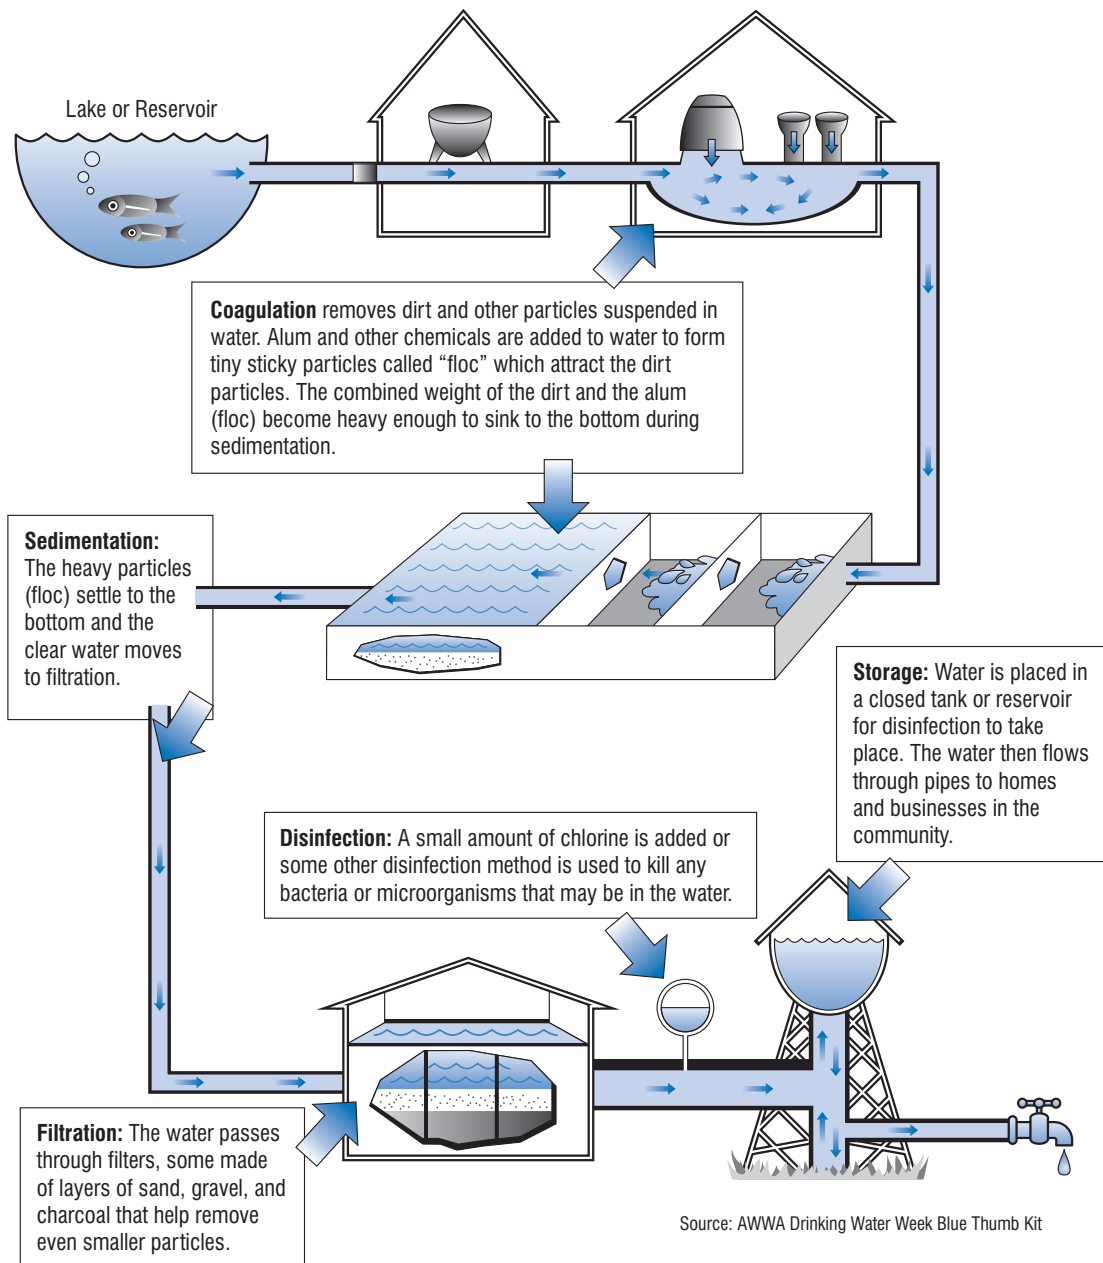 Lake or Reservoir
Coagulation removes dirt and other particles suspended in
water. Alum and other chemicals are added to water to form
tiny sticky particles called “floc” which attract the dirt
particles. The combined weight of the dirt and the alum
(floc) become heavy enough to sink to the bottom during
sedimentation.
Sedimentation:
The heavy particles
(floc) settle to the
bottom and the
clear water moves
to filtration.
Storage: Water is placed in
a closed tank or reservoir
for disinfection to take
place. The water then flows
through pipes to homes
and businesses in the
community.
Disinfection: A small amount of chlorine is added or
some other disinfection method is used to kill any
bacteria or microorganisms that may be in the water.
Filtration: The water passes
through filters, some made
of layers of sand, gravel, and
charcoal that help remove
even smaller particles.
Source: AWWA Drinking Water Week Blue Thumb Kit